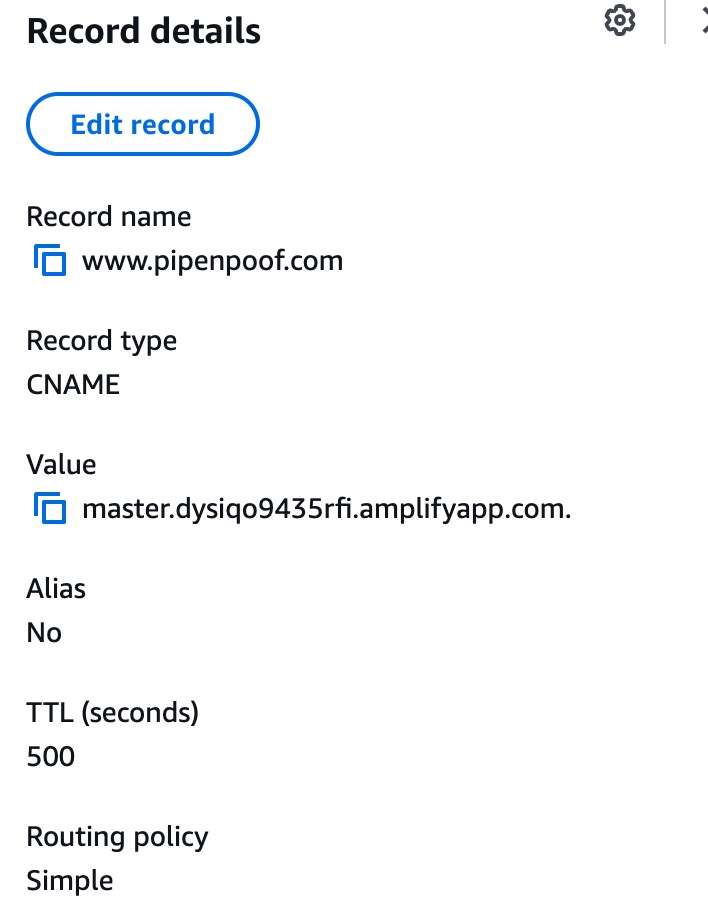 Record details
Edit record
Record name
www.pipenpoof.com
Record type
CNAME
Value
master.dysiqo9435rfi.amplifyapp.com.
Alias
No
TTL (seconds)
500
Routing policy
Simple